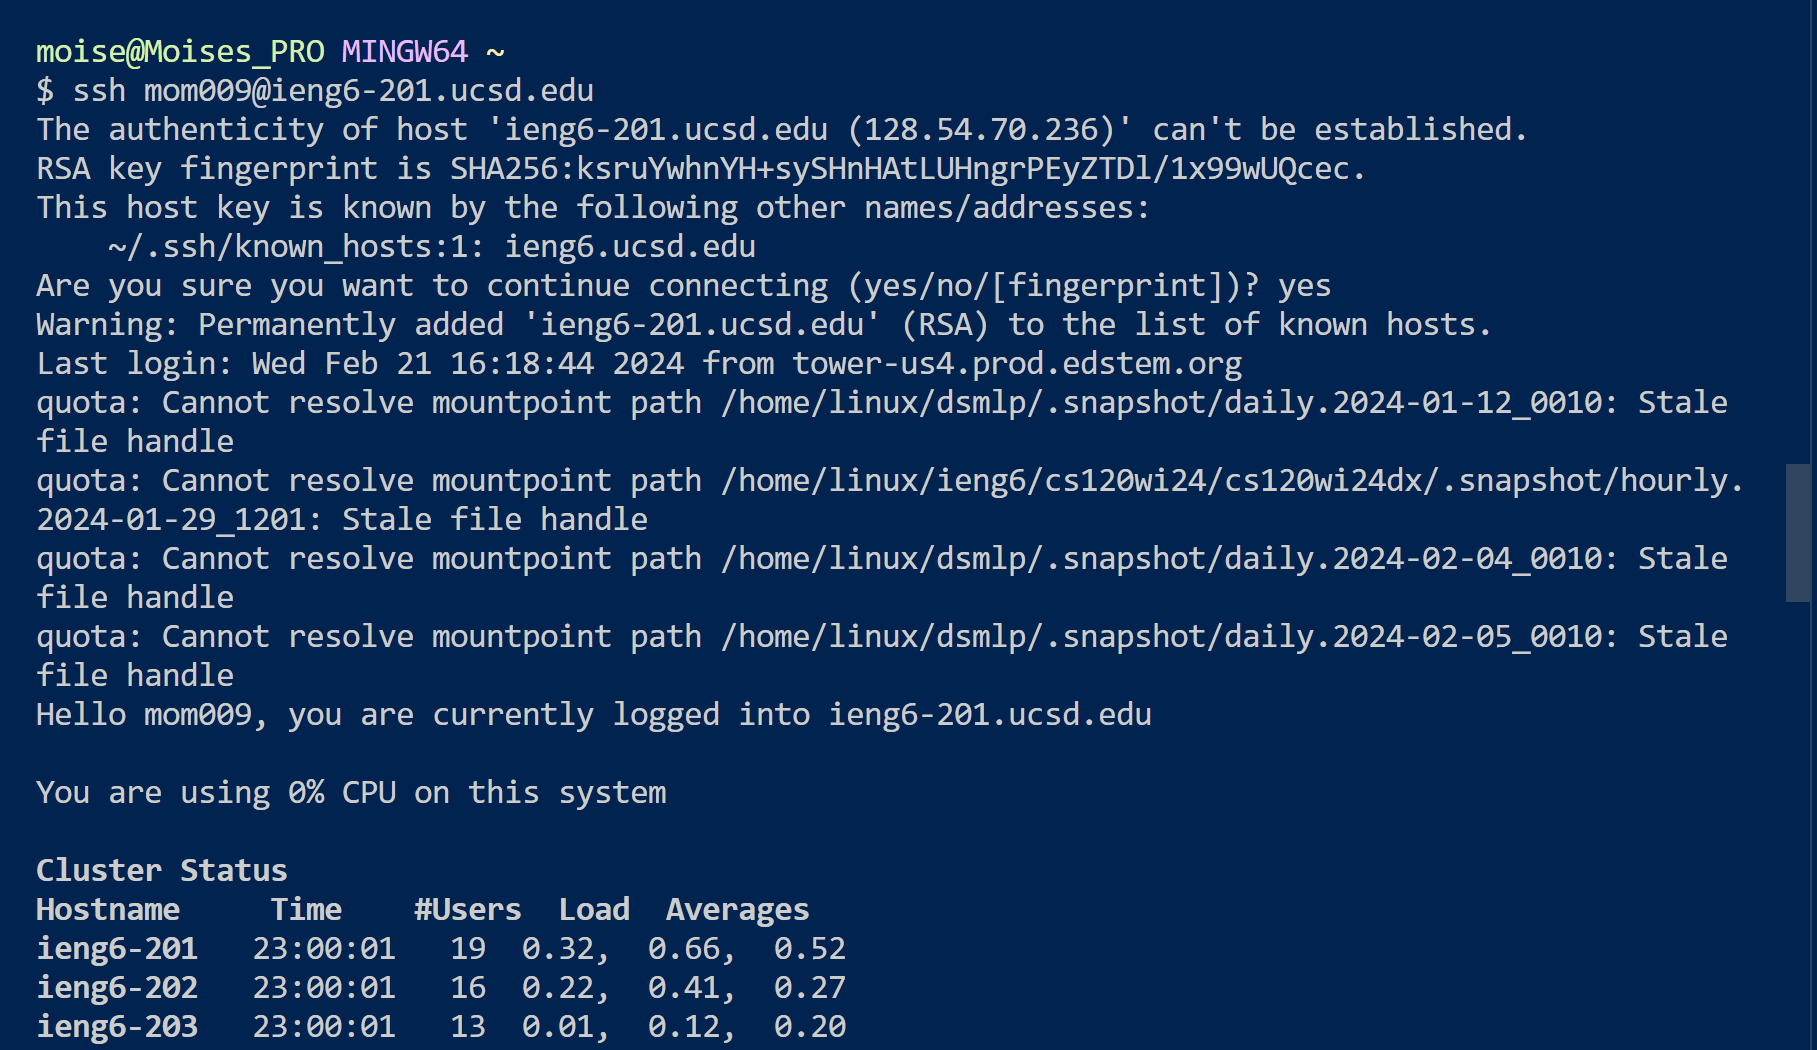 moise@Moises_PRO MINGW64 ~
$ ssh mom009@ieng6-201.ucsd.edu
The authenticity of host 'ieng6-201.ucsd.edu (128.54.70.236)' can't be established.
RSA key fingerprint is SHA256:ksruYwhnYH+sySHnHAtLUHngrPEyZTDl/1x99wUQcec.
This host key is known by the following other names/addresses:
    ~/.ssh/known_hosts:1: ieng6.ucsd.edu
Are you sure you want to continue connecting (yes/no/[fingerprint])? yes
Warning: Permanently added 'ieng6-201.ucsd.edu' (RSA) to the list of known hosts.
Last login: Wed Feb 21 16:18:44 2024 from tower-us4.prod.edstem.org
quota: Cannot resolve mountpoint path /home/linux/dsmlp/.snapshot/daily.2024-01-12_0010: Stale
file handle
quota: Cannot resolve mountpoint path /home/linux/ieng6/cs120wi24/cs120wi24dx/.snapshot/hourly.
2024-01-29_1201: Stale file handle
quota: Cannot resolve mountpoint path /home/linux/dsmlp/.snapshot/daily.2024-02-04_0010: Stale
file handle
quota: Cannot resolve mountpoint path /home/linux/dsmlp/.snapshot/daily.2024-02-05_0010: Stale
file handle
Hello mom009, you are currently logged into ieng6-201.ucsd.edu
You are using 0% CPU on this system
Cluster Status
Hostname     Time    #Users  Load  Averages
ieng6-201   23:00:01   19  0.32,  0.66,  0.52
ieng6-202   23:00:01   16  0.22,  0.41,  0.27
ieng6-203   23:00:01   13  0.01,  0.12,  0.20